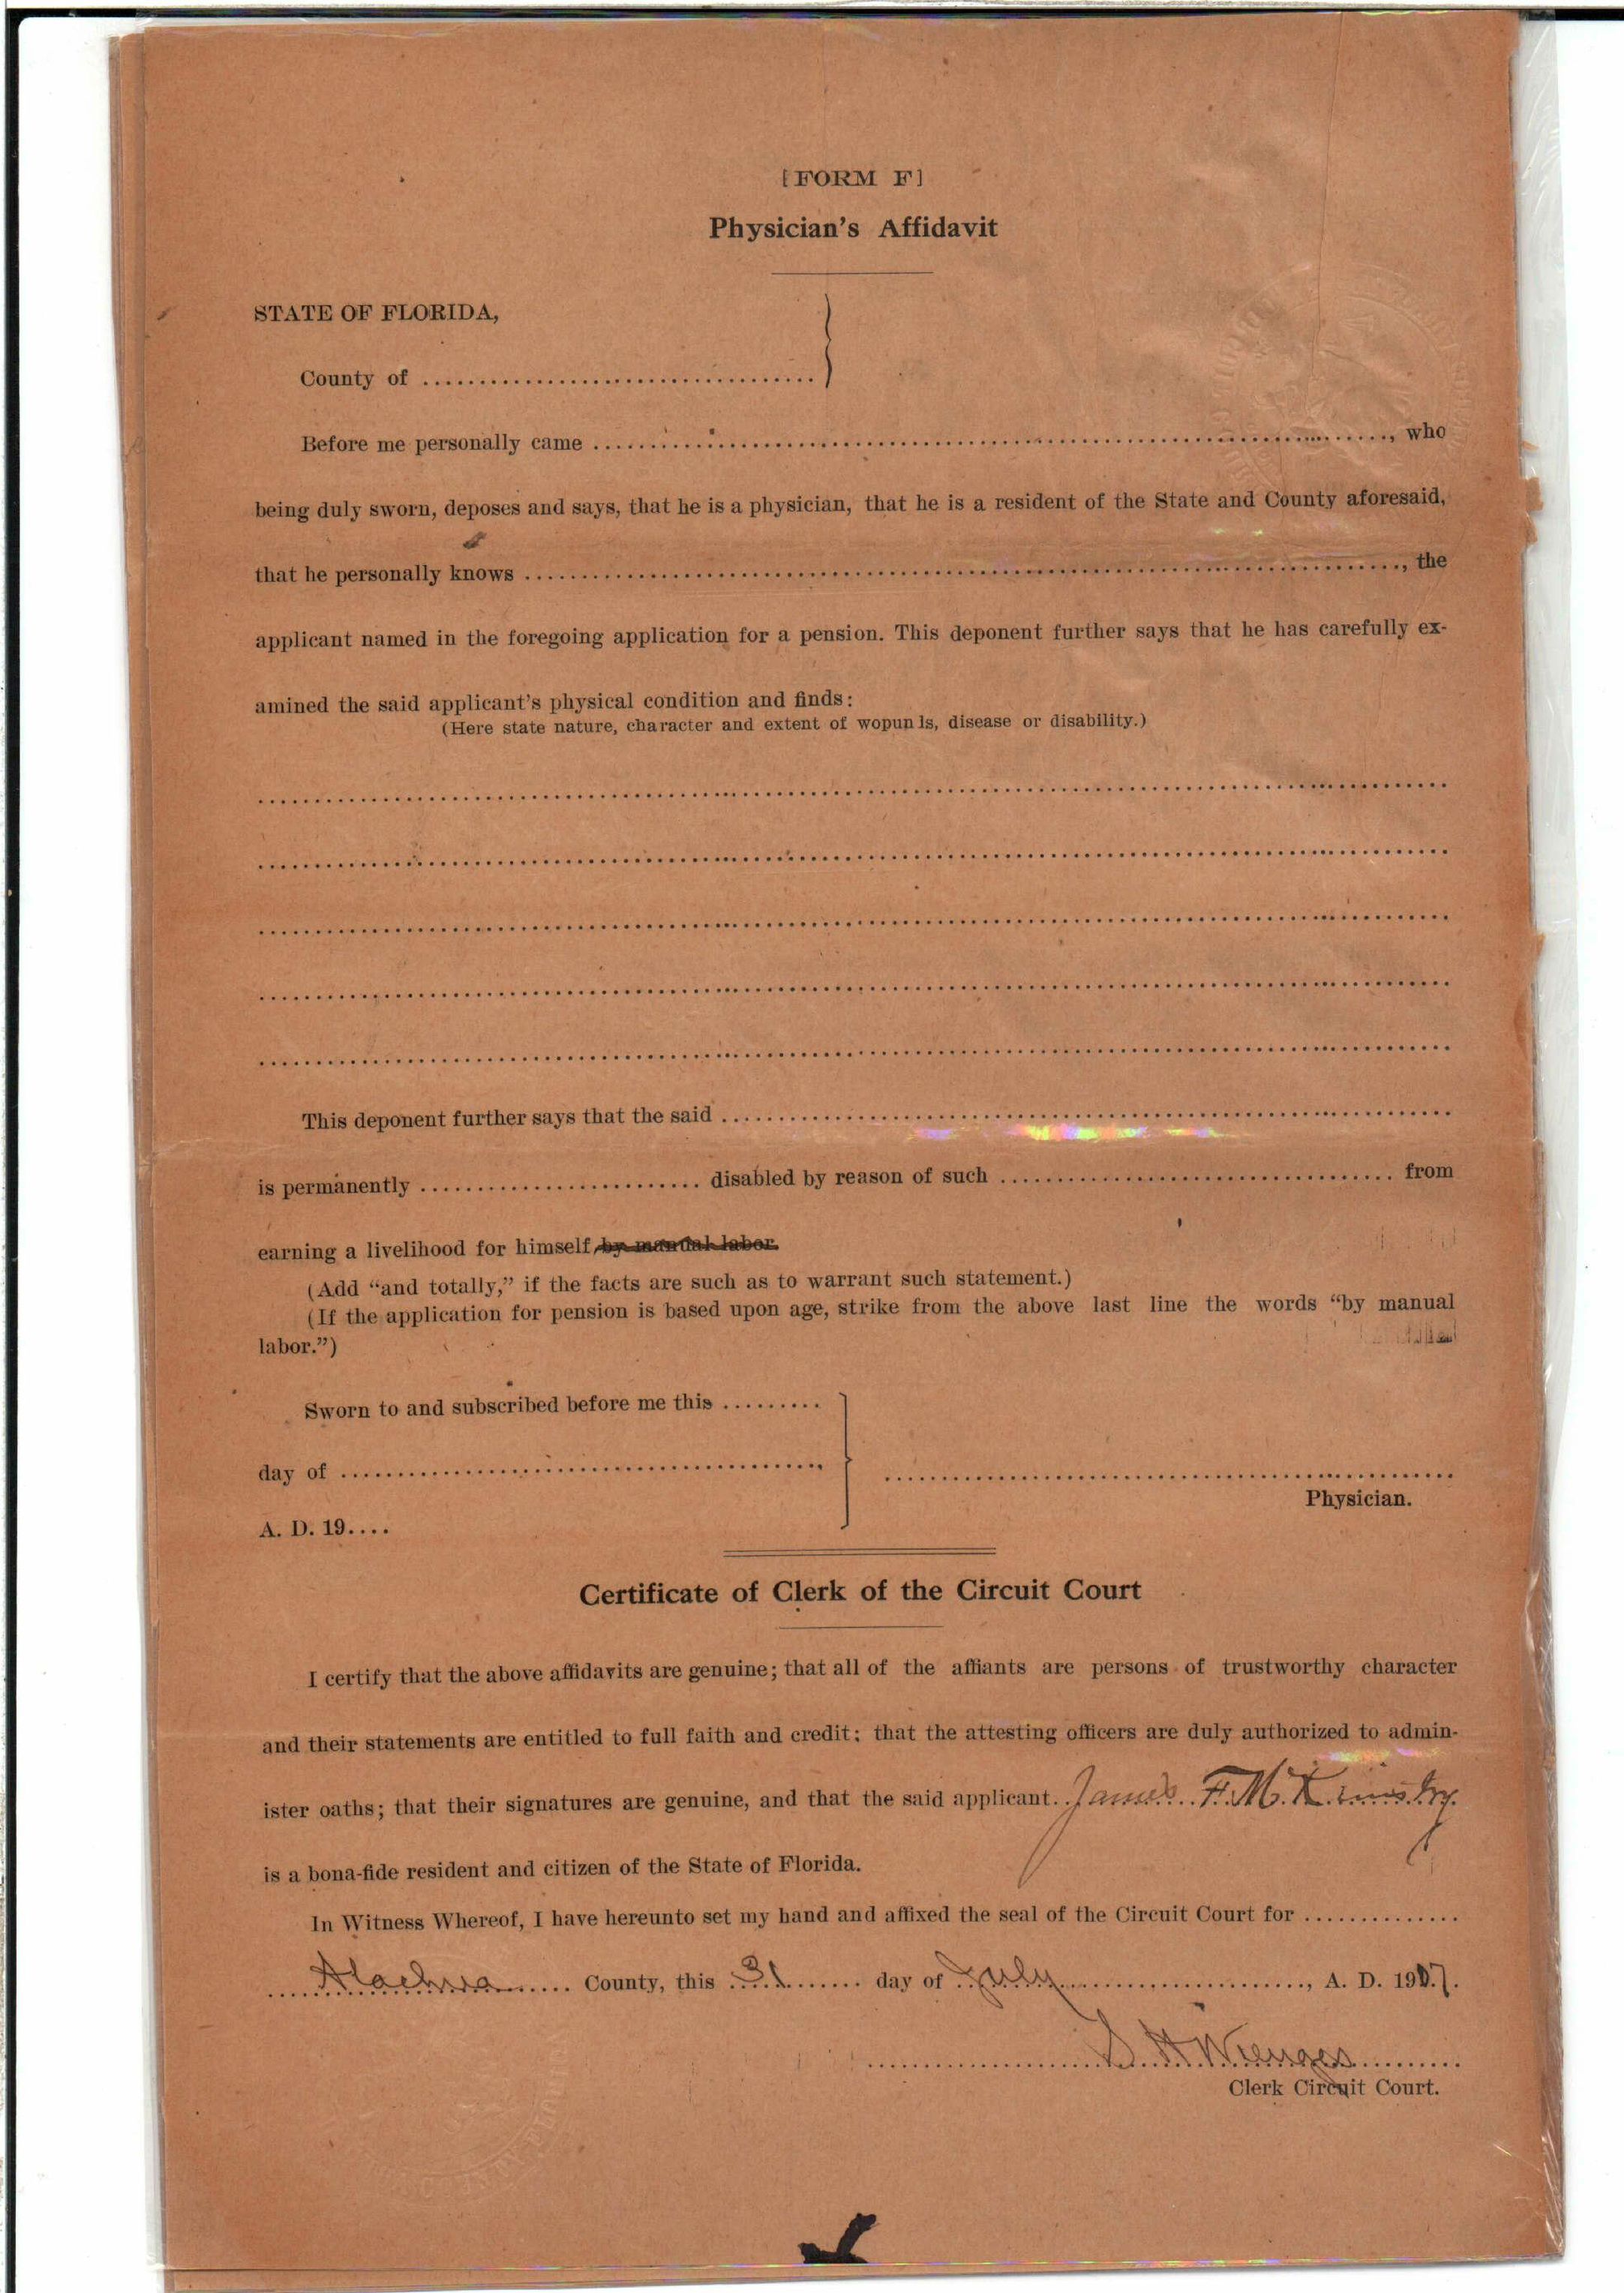 [FORM F]
Physician's Affidavit
STATE OF FLORIDA,
County of ........................................
Before me personally came ........................................, who
being duly sworn, deposes and says, that he is a physician, that he is a resident of the State and County aforesaid,
that he personally knows ........................................, the
applicant named in the foregoing application for a pension. This deponent further says that he has carefully ex-
amined the said applicant's physical condition and finds:
(Here state nature, character and extent of wopun ls, disease or disability.)
This deponent further says that the said ........................................
is permanently ........................ disabled by reason of such ........................ from
earning a livelihood for himself by manual labor.
(Add "and totally," if the facts are such as to warrant such statement.)
(If the application for pension is based upon age, strike from the above last line the words "by manual
labor.")
Sworn to and subscribed before me this .........
day of ........................................,
Physician.
A. D. 19....
Certificate of Clerk of the Circuit Court
I certify that the above affidavits are genuine; that all of the affiants are persons of trustworthy character
and their statements are entitled to full faith and credit; that the attesting officers are duly authorized to admin-
ister oaths; that their signatures are genuine, and that the said applicant James F. McKinstry
is a bona-fide resident and citizen of the State of Florida.
In Witness Whereof, I have hereunto set my hand and affixed the seal of the Circuit Court for ..............
Alachua County, this 31 day of July, A. D. 1907.
S H Wienges
Clerk Circuit Court.